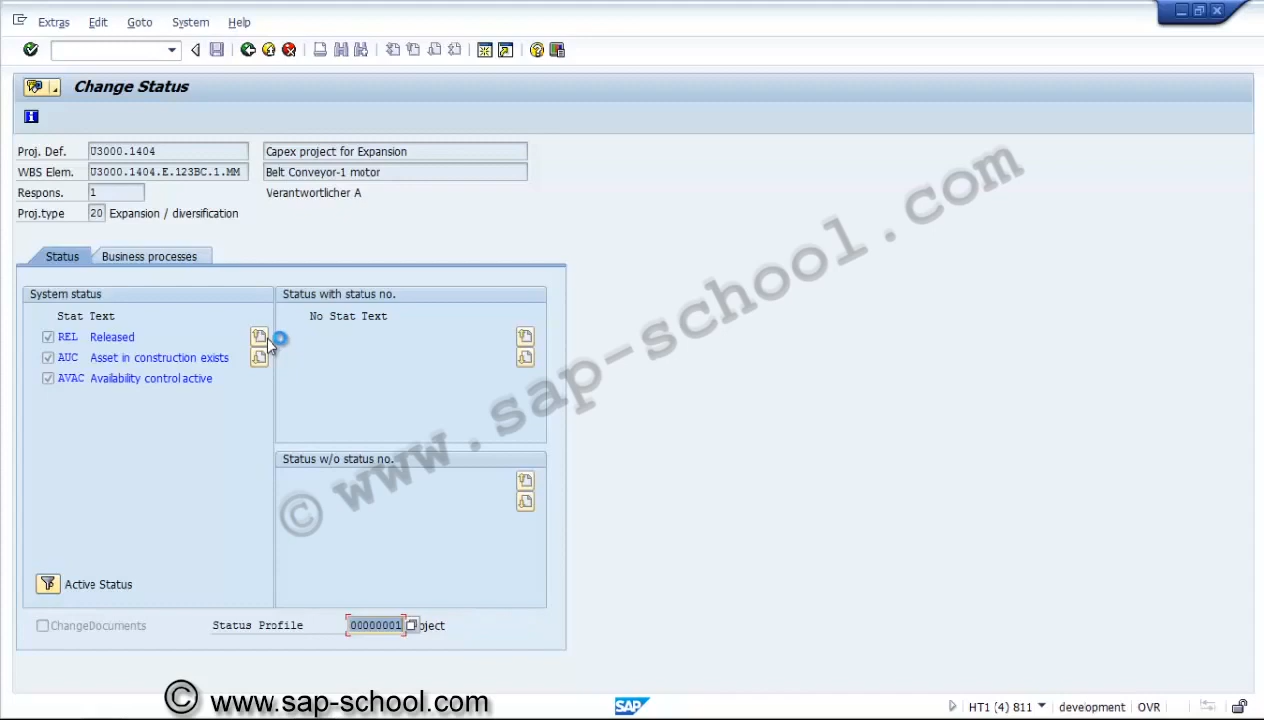 Extras Edit Goto System Help
Change Status
Proj. Def. U3000.1404 Capex project for Expansion
WBS Elem. U3000.1404.E.123BC.1.MM Belt Conveyor-1 motor
Respons. 1 Verantwortlicher A
Proj.type 20 Expansion / diversification
Status Business processes
System status Status with status no.
Stat Text No Stat Text
REL Released
AUC Asset in construction exists
AVAC Availability control active
Status w/o status no.
Active Status
ChangeDocuments Status Profile 00000001 oject
© www.sap-school.com
© www.sap-school.com
SAP HT1 (4) 811 development OVR